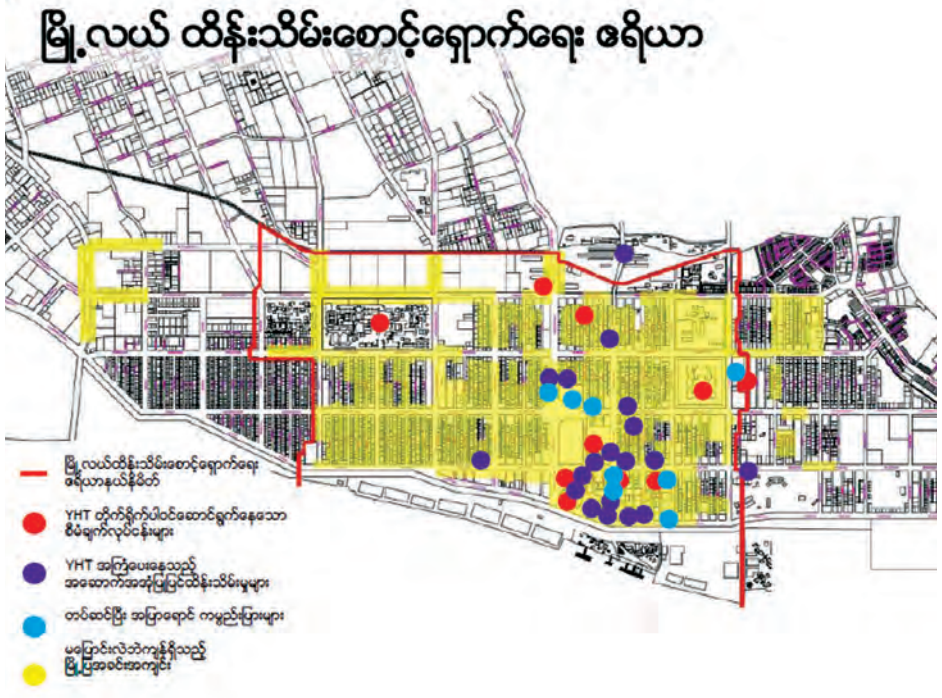 မြို့လယ် ထိန်းသိမ်းစောင့်ရှောက်ရေး ဧရိယာ
မြို့လယ်ထိန်းသိမ်းစောင့်ရှောက်ရေး
ဧရိယာနယ်နိမိတ်
YHT တိုက်ရိုက်ပါဝင်ဆောင်ရွက်နေသော
စီမံချက်လုပ်ငန်းများ
YHT အကြံပေးနေသည့်
အဆောက်အအုံပြုပြင်ထိန်းသိမ်းမှုများ
တပ်ဆင်ပြီး အပြာရောင် ကမ္ပည်းပြားများ
မပြောင်းလဲဘဲကျန်ရှိသည့်
မြို့ပြအခင်းအကျင်း